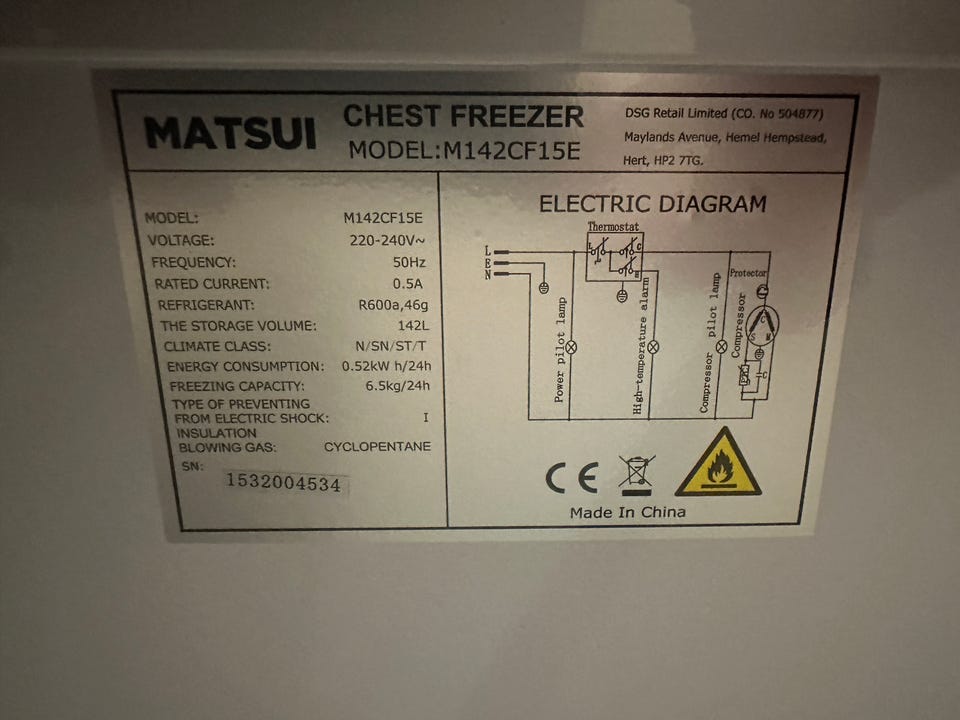 MATSUI
CHEST FREEZER
MODEL:M142CF15E
DSG Retail Limited (CO. No 504877)
Maylands Avenue, Hemel Hempstead,
Hert, HP2 7TG.
MODEL: M142CF15E
VOLTAGE: 220-240V~
FREQUENCY: 50Hz
RATED CURRENT: 0.5A
REFRIGERANT: R600a,46g
THE STORAGE VOLUME: 142L
CLIMATE CLASS: N/SN/ST/T
ENERGY CONSUMPTION: 0.52kW h/24h
FREEZING CAPACITY: 6.5kg/24h
TYPE OF PREVENTING
FROM ELECTRIC SHOCK: I
INSULATION
BLOWING GAS: CYCLOPENTANE
SN: 1532004534
ELECTRIC DIAGRAM
Thermostat
L
E
N
L
C
Power pilot lamp
High-temperature alarm
Compressor pilot lamp
Compressor
Protector
C
S M
PTC
C
CE
Made In China